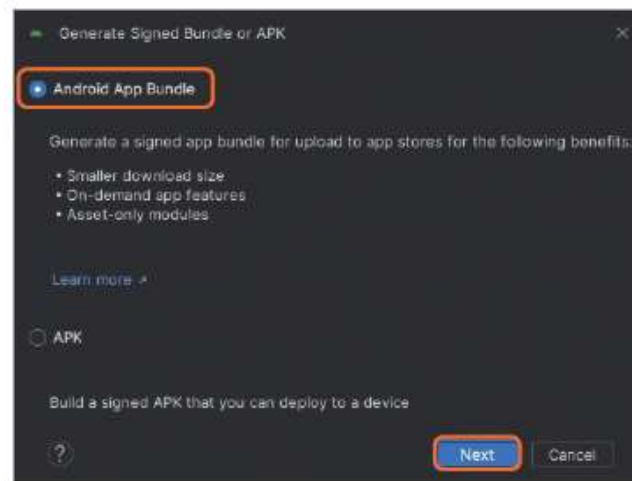 Generate Signed Bundle or APK
Android App Bundle
Generate a signed app bundle for upload to app stores for the following benefits:
• Smaller download size
• On-demand app features
• Asset-only modules
Learn more ↗
APK
Build a signed APK that you can deploy to a device
?
Next
Cancel